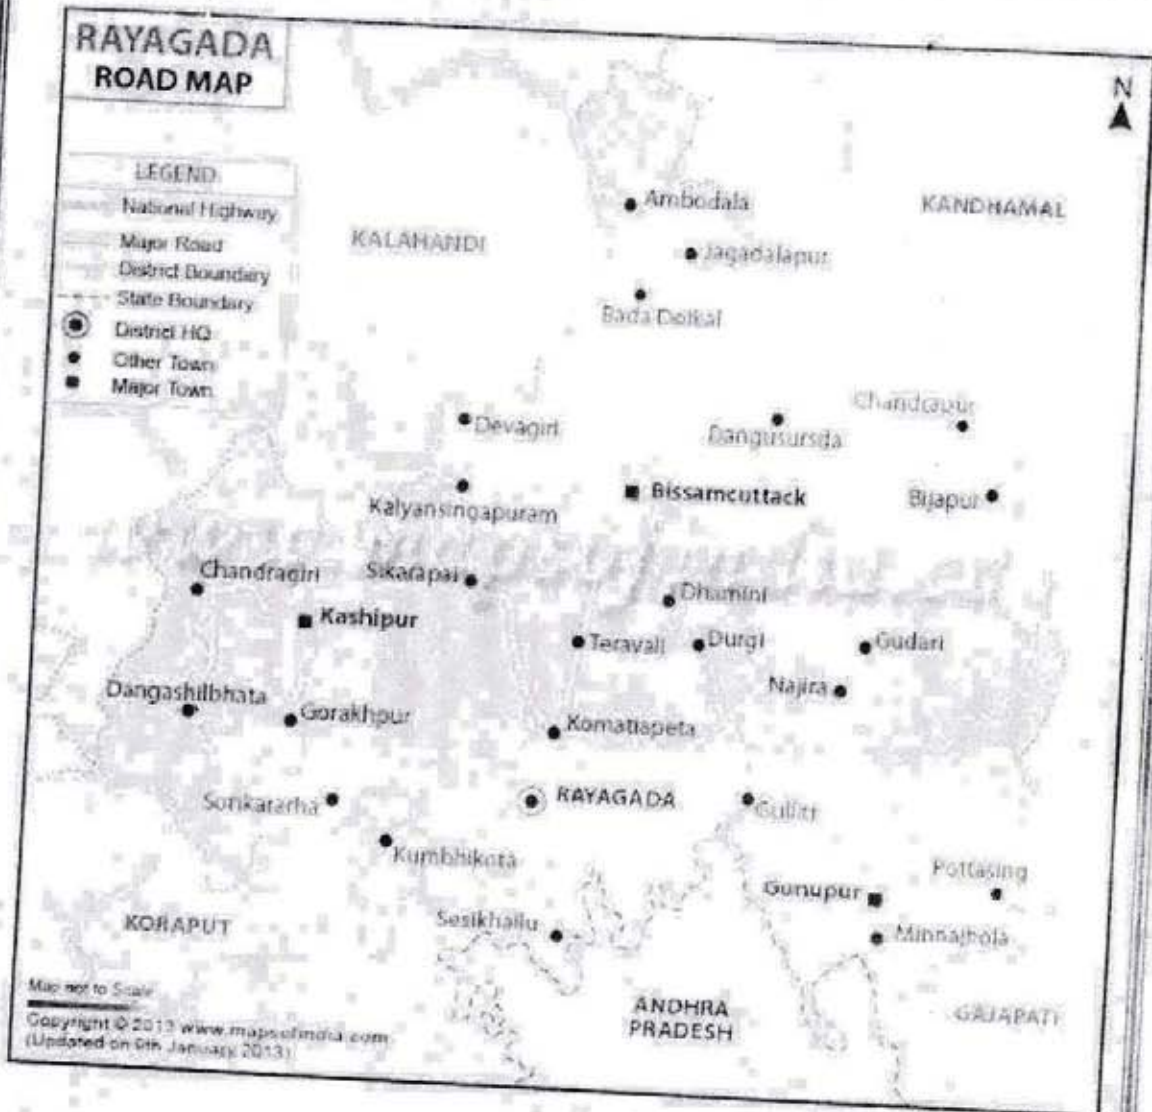 RAYAGADA
ROAD MAP
N
LEGEND
National Highway
Major Road
District Boundary
State Boundary
District HQ
Other Town
Major Town
KALAHANDI
KANDHAMAL
Ambodala
Jagadalapur
Bada Dolkal
Devagiri
Dangusursda
Chandrapur
Kalyansingapuram
Bissamcuttack
Bijapur
Chandragiri
Sikarapai
Dhamini
Kashipur
Teravali
Durgi
Gudari
Dangashilbhata
Gorakhpur
Najira
Komatlapeta
Sorikararha
RAYAGADA
Gulitt
Kumbhikota
Pottasing
Gunupur
KORAPUT
Sesikhallu
Minnajhola
ANDHRA
PRADESH
GAJAPATI
Map not to Scale
Copyright © 2013 www.mapsofindia.com
(Updated on 9th January 2013)